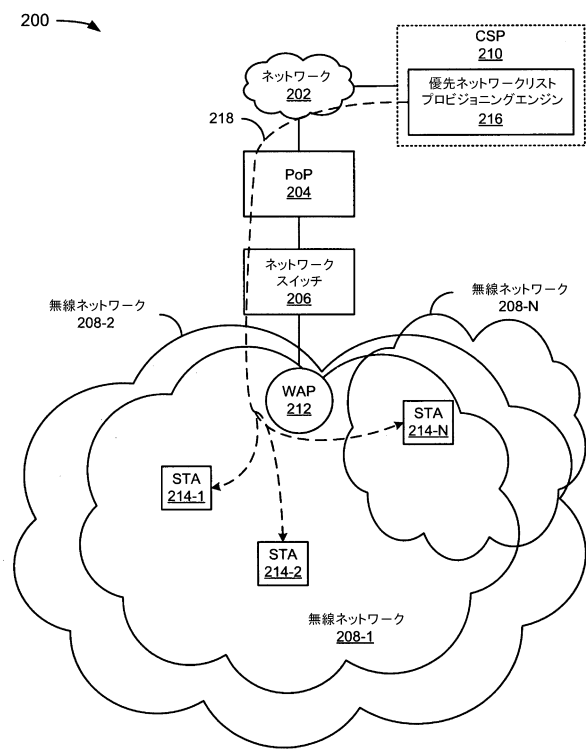 200
CSP
210
優先ネットワークリスト
プロビジョニングエンジン
216
ネットワーク
202
218
PoP
204
ネットワーク
スイッチ
206
無線ネットワーク
208-2
無線ネットワーク
208-N
WAP
212
STA
214-N
STA
214-1
STA
214-2
無線ネットワーク
208-1